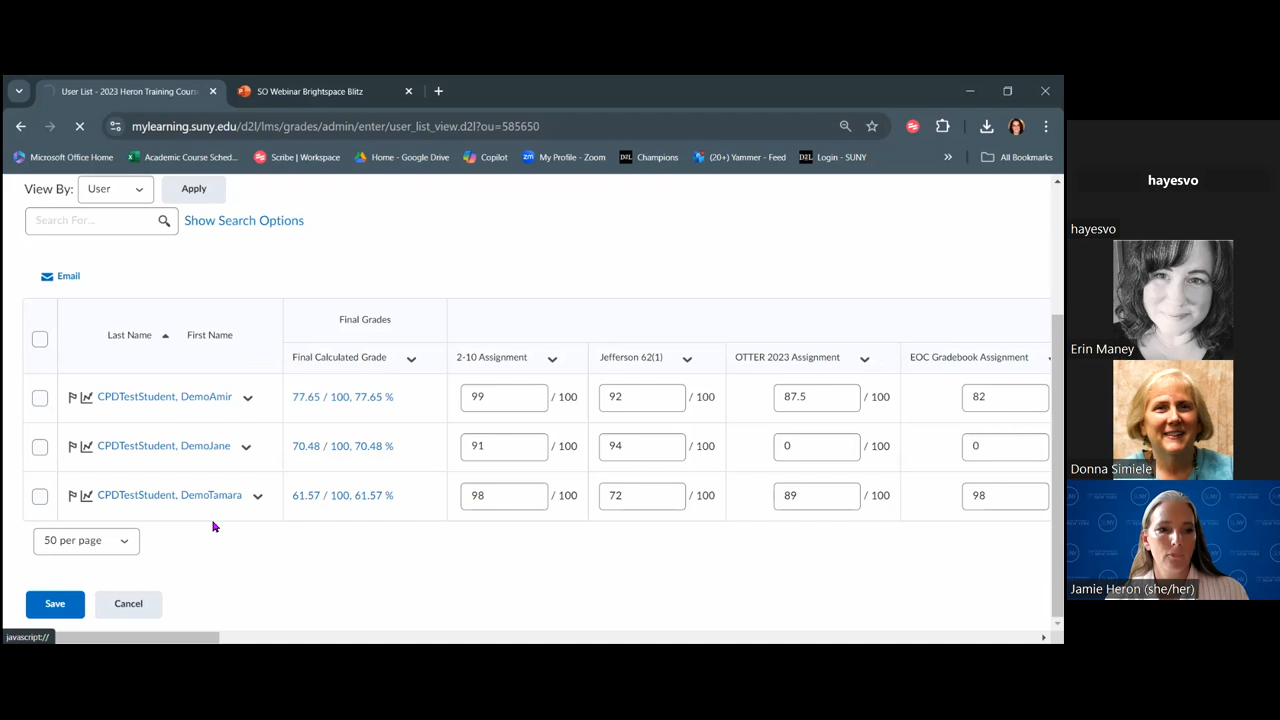 User List - 2023 Heron Training Cours
SO Webinar Brightspace Blitz
mylearning.suny.edu/d2l/lms/grades/admin/enter/user_list_view.d2l?ou=585650
Microsoft Office Home
Academic Course Sched...
Scribe | Workspace
Home - Google Drive
Copilot
My Profile - Zoom
D2L
Champions
(20+) Yammer - Feed
D2L
Login - SUNY
»
All Bookmarks
View By:
User
Apply
Search For...
Show Search Options
Email
Last Name
First Name
Final Grades
Final Calculated Grade
2-10 Assignment
Jefferson 62(1)
OTTER 2023 Assignment
EOC Gradebook Assignment
CPDTestStudent, DemoAmir
77.65 / 100, 77.65 %
99 / 100
92 / 100
87.5 / 100
82
CPDTestStudent, DemoJane
70.48 / 100, 70.48 %
91 / 100
94 / 100
0 / 100
0
CPDTestStudent, DemoTamara
61.57 / 100, 61.57 %
98 / 100
72 / 100
89 / 100
98
50 per page
Save
Cancel
javascript://
hayesvo
hayesvo
Erin Maney
Donna Simiele
Jamie Heron (she/her)